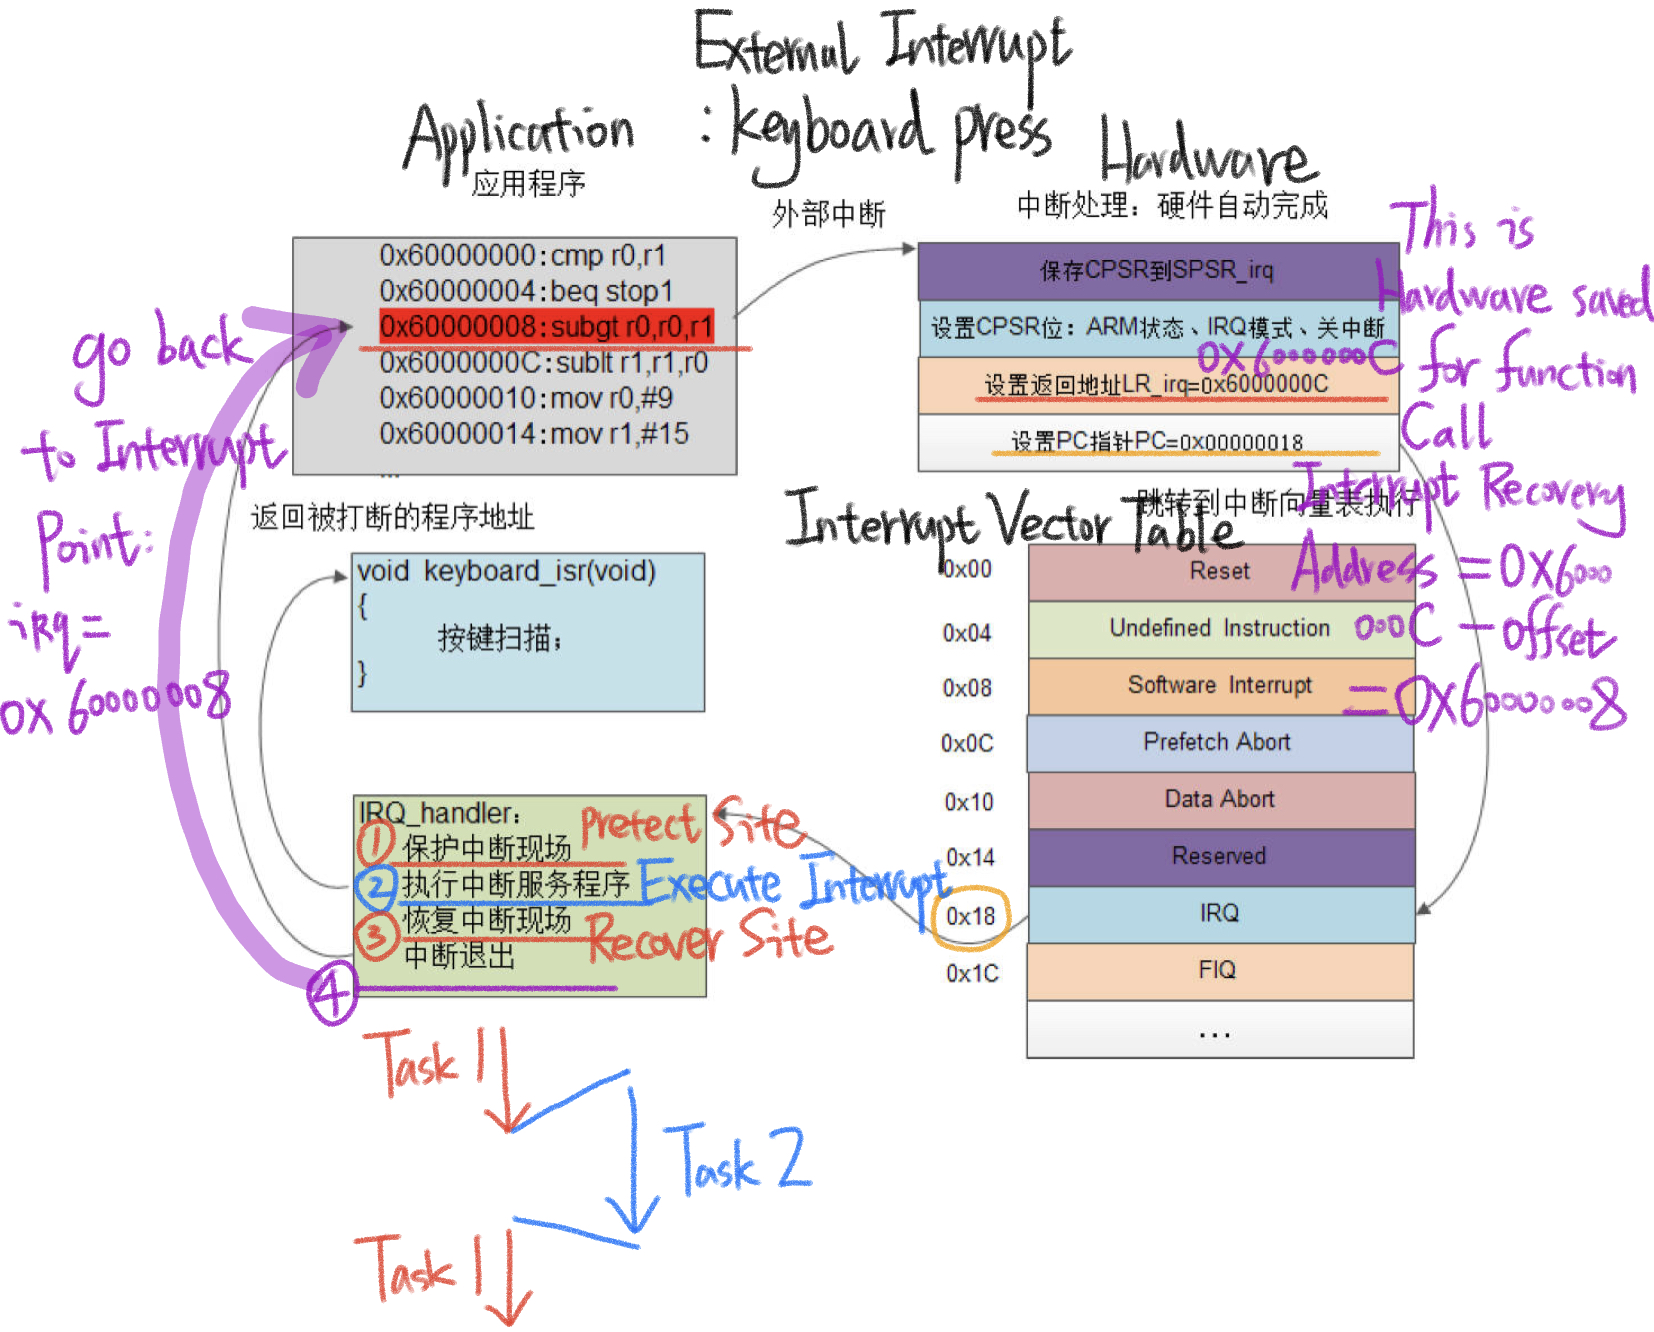 External Interrupt
: keyboard press
Application
应用程序
外部中断
Hardware
中断处理：硬件自动完成
0x60000000:cmp r0,r1
0x60000004:beq stop1
0x60000008:subgt r0,r0,r1
0x6000000C:sublt r1,r1,r0
0x60000010:mov r0,#9
0x60000014:mov r1,#15
...
保存CPSR到SPSR_irq
设置CPSR位：ARM状态、IRQ模式、关中断
设置返回地址LR_irq=0x6000000C
设置PC指针PC=0x00000018
跳转到中断向量表执行
This is
Hardware saved
0X6000000C for function
Call
Interrupt Recovery
Address =0X6000
000C - offset
=0X60000008
go back
to Interrupt
Point:
iRq=
0X60000008
返回被打断的程序地址
void keyboard_isr(void)
{
按键扫描；
}
Interrupt Vector Table
0x00 Reset
0x04 Undefined Instruction
0x08 Software Interrupt
0x0C Prefetch Abort
0x10 Data Abort
0x14 Reserved
0x18 IRQ
0x1C FIQ
...
IRQ_handler：
① 保护中断现场 Pretect Site
② 执行中断服务程序 Execute Interrupt
③ 恢复中断现场 Recover Site
中断退出
④
Task 1
Task 2
Task 1